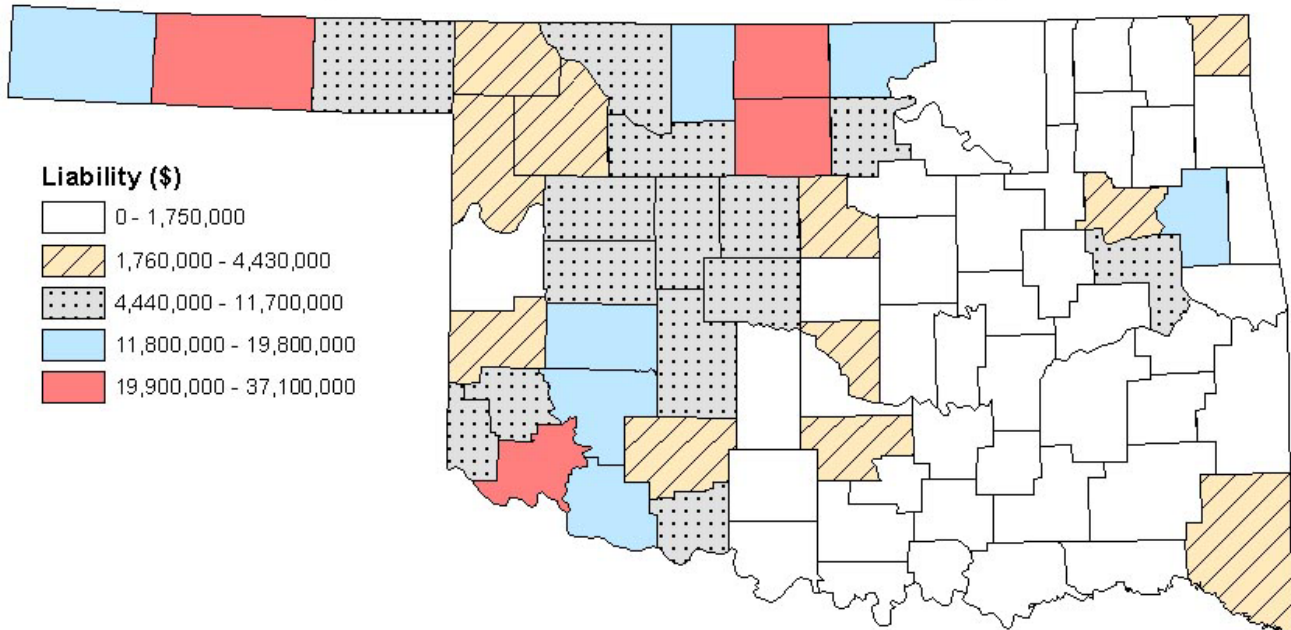 Liability ($)
0 - 1,750,000
1,760,000 - 4,430,000
4,440,000 - 11,700,000
11,800,000 - 19,800,000
19,900,000 - 37,100,000